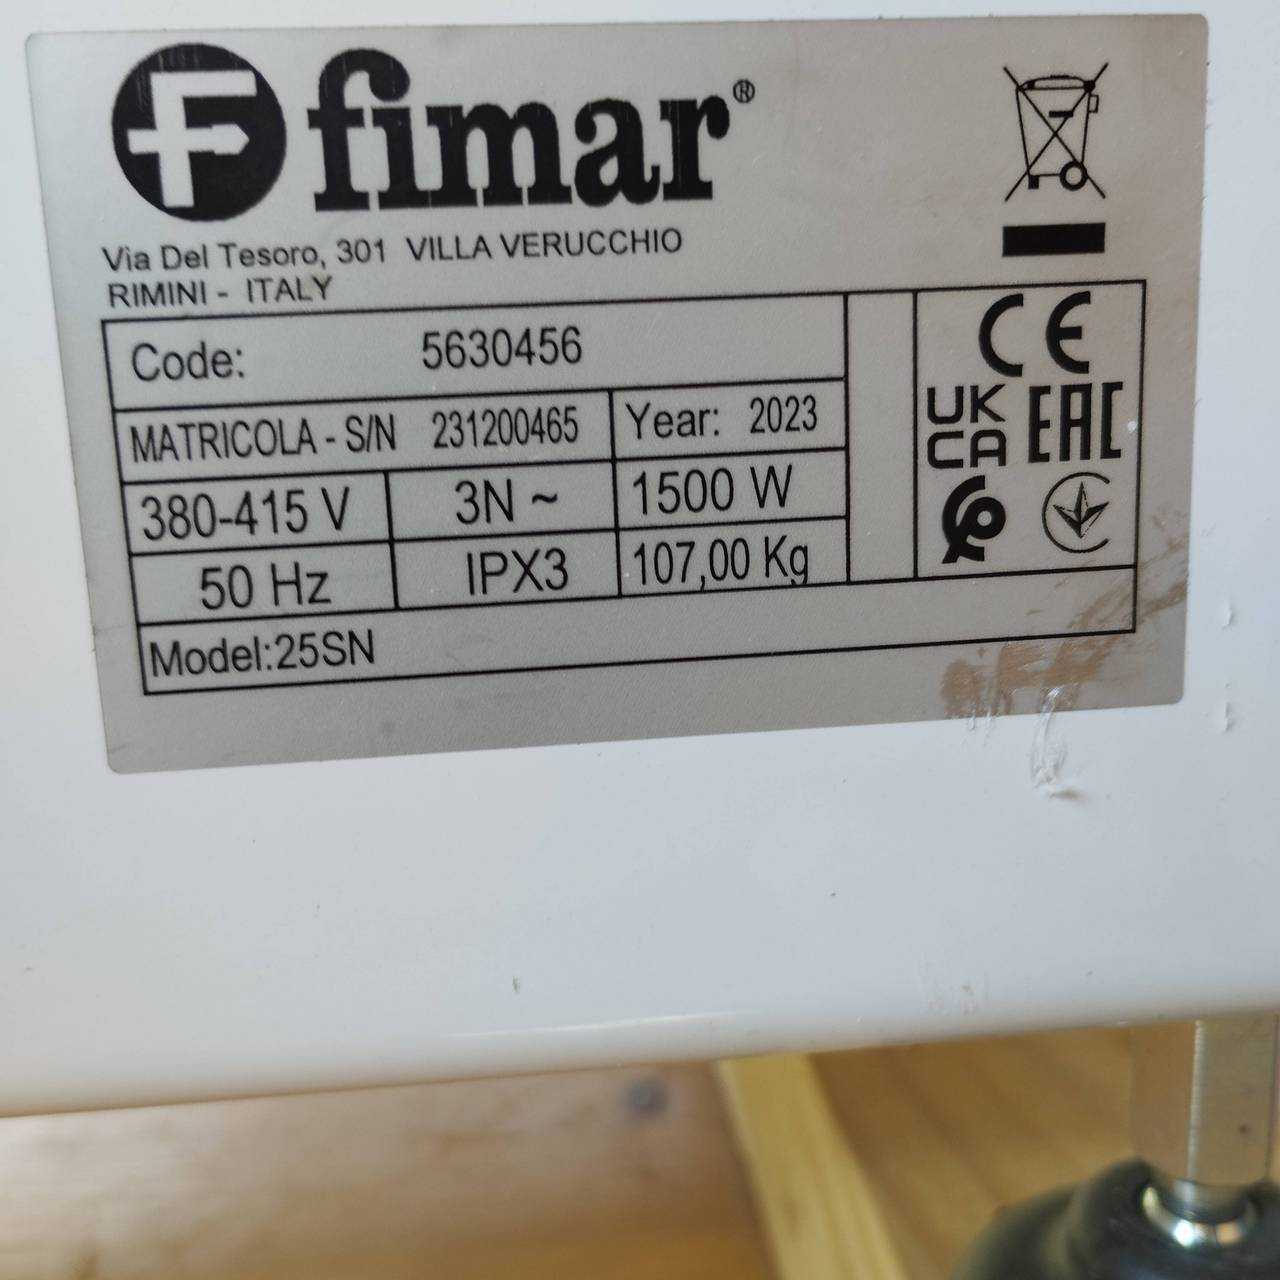 fimar®
Via Del Tesoro, 301 VILLA VERUCCHIO
RIMINI - ITALY
Code: 5630456
MATRICOLA - S/N 231200465 Year: 2023
380-415 V 3N ~ 1500 W
50 Hz IPX3 107,00 Kg
Model:25SN
CE
UK
CA
EAC